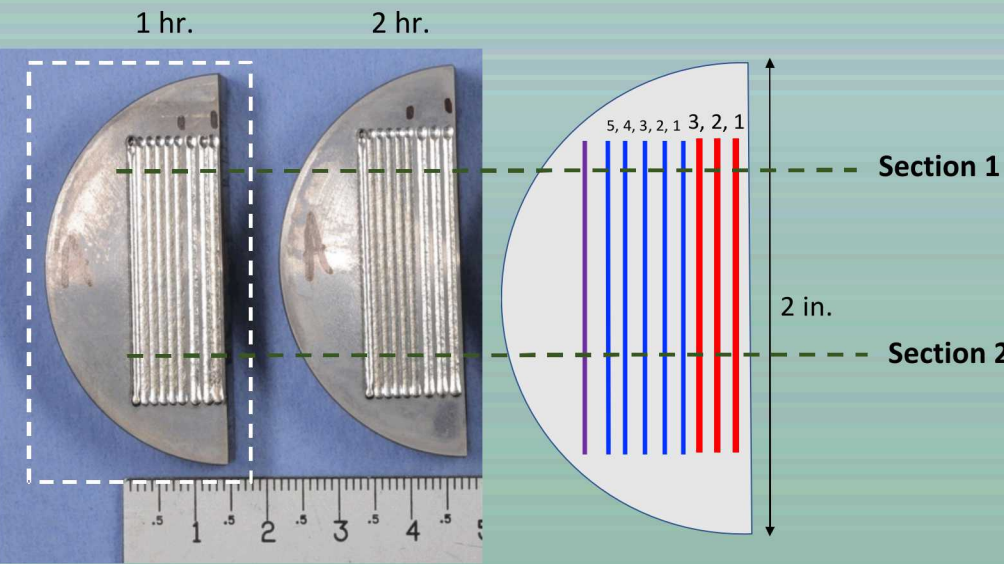 1 hr.
2 hr.
5, 4, 3, 2, 1 3, 2, 1
Section 1
2 in.
Section 2
.5 1 .5 2 .5 3 .5 4 .5